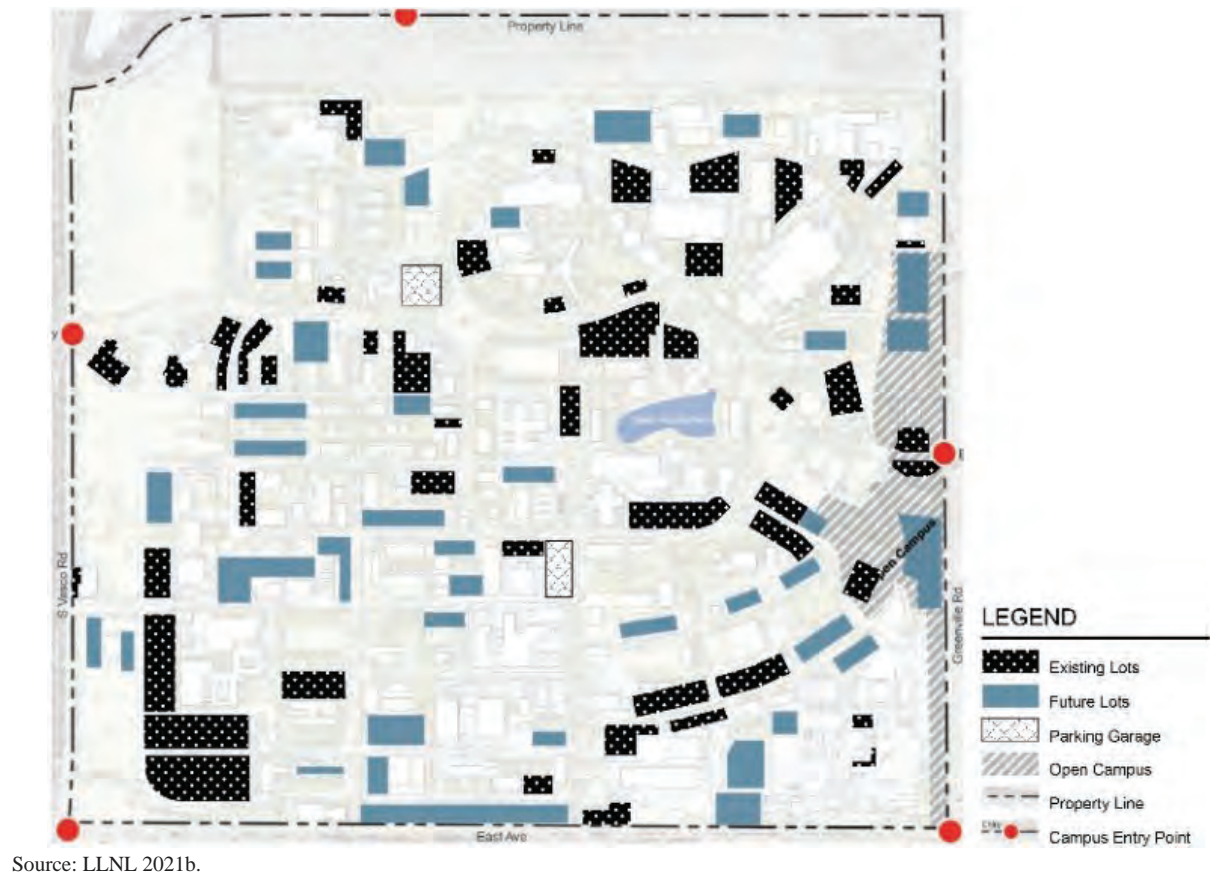 Property Line
S Vasco Rd
Open Campus
Greenville Rd
East Ave
LEGEND
Existing Lots
Future Lots
Parking Garage
Open Campus
Property Line
Campus Entry Point
Source: LLNL 2021b.